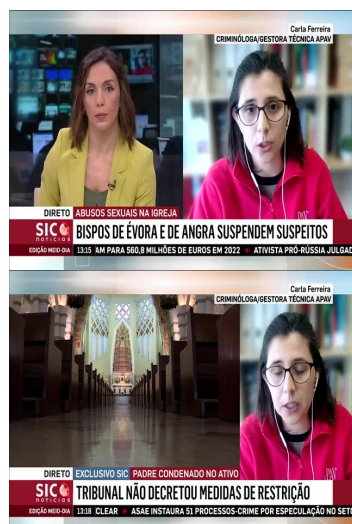 Carla Ferreira
CRIMINÓLOGA/GESTORA TÉCNICA APAV
DIRETO ABUSOS SEXUAIS NA IGREJA
SIC NOTÍCIAS
BISPOS DE ÉVORA E DE ANGRA SUSPENDEM SUSPEITOS
EDIÇÃO MEIO-DIA 13:15 AM PARA 560,8 MILHÕES DE EUROS EM 2022 ATIVISTA PRÓ-RÚSSIA JULGAD
Carla Ferreira
CRIMINÓLOGA/GESTORA TÉCNICA APAV
DIRETO EXCLUSIVO SIC PADRE CONDENADO NO ATIVO
SIC NOTÍCIAS
TRIBUNAL NÃO DECRETOU MEDIDAS DE RESTRIÇÃO
EDIÇÃO MEIO-DIA 13:18 CLEAR ASAE INSTAURA 51 PROCESSOS-CRIME POR ESPECULAÇÃO NO SETO